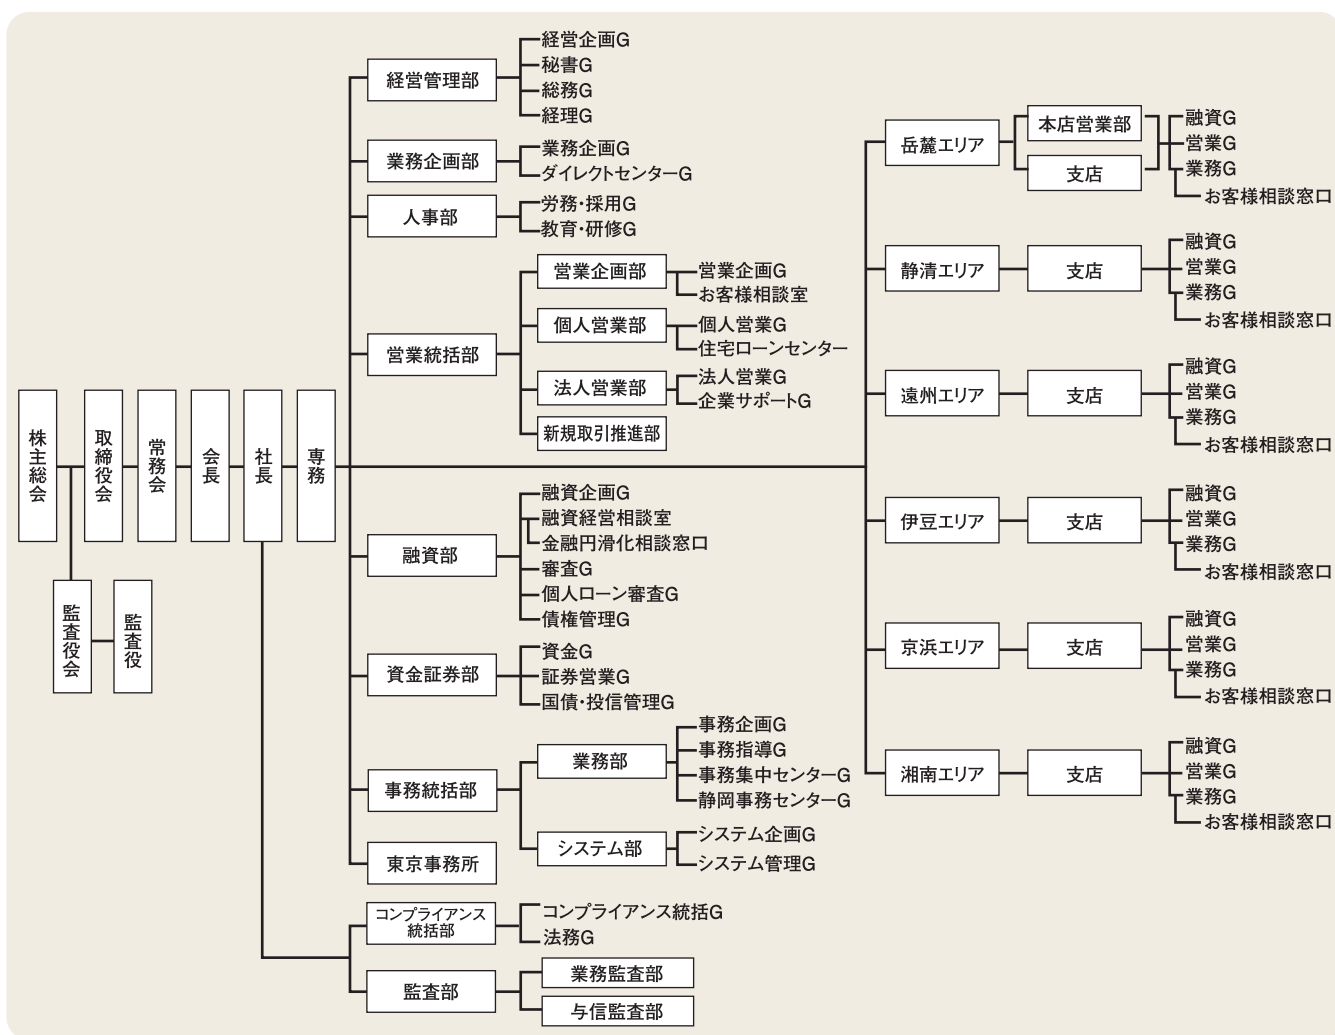 株主総会
取締役会
常務会
会長
社長
専務
監査役会
監査役
経営管理部
経営企画G
秘書G
総務G
経理G
業務企画部
業務企画G
ダイレクトセンターG
人事部
労務・採用G
教育・研修G
営業統括部
営業企画部
営業企画G
お客様相談室
個人営業部
個人営業G
住宅ローンセンター
法人営業部
法人営業G
企業サポートG
新規取引推進部
融資部
融資企画G
融資経営相談室
金融円滑化相談窓口
審査G
個人ローン審査G
債権管理G
資金証券部
資金G
証券営業G
国債・投信管理G
事務統括部
業務部
事務企画G
事務指導G
事務集中センターG
静岡事務センターG
システム部
システム企画G
システム管理G
東京事務所
コンプライアンス
統括部
コンプライアンス統括G
法務G
監査部
業務監査部
与信監査部
岳麓エリア
本店営業部
支店
融資G
営業G
業務G
お客様相談窓口
静清エリア
支店
融資G
営業G
業務G
お客様相談窓口
遠州エリア
支店
融資G
営業G
業務G
お客様相談窓口
伊豆エリア
支店
融資G
営業G
業務G
お客様相談窓口
京浜エリア
支店
融資G
営業G
業務G
お客様相談窓口
湘南エリア
支店
融資G
営業G
業務G
お客様相談窓口